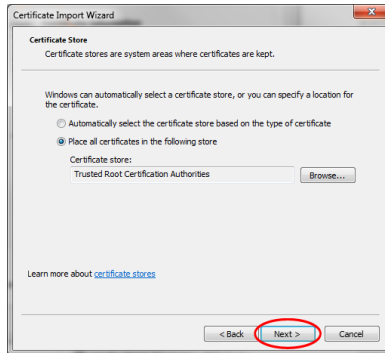 Certificate Import Wizard
Certificate Store
Certificate stores are system areas where certificates are kept.
Windows can automatically select a certificate store, or you can specify a location for
the certificate.
Automatically select the certificate store based on the type of certificate
Place all certificates in the following store
Certificate store:
Trusted Root Certification Authorities
Browse...
Learn more about certificate stores
< Back
Next >
Cancel